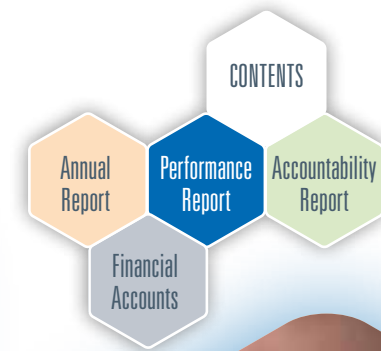 CONTENTS
Annual
Report
Performance
Report
Accountability
Report
Financial
Accounts